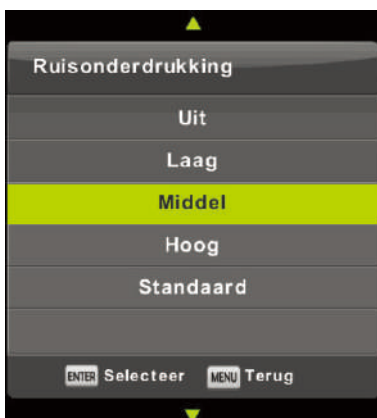 Ruisonderdrukking
Uit
Laag
Middel
Hoog
Standaard
ENTER Selecteer MENU Terug